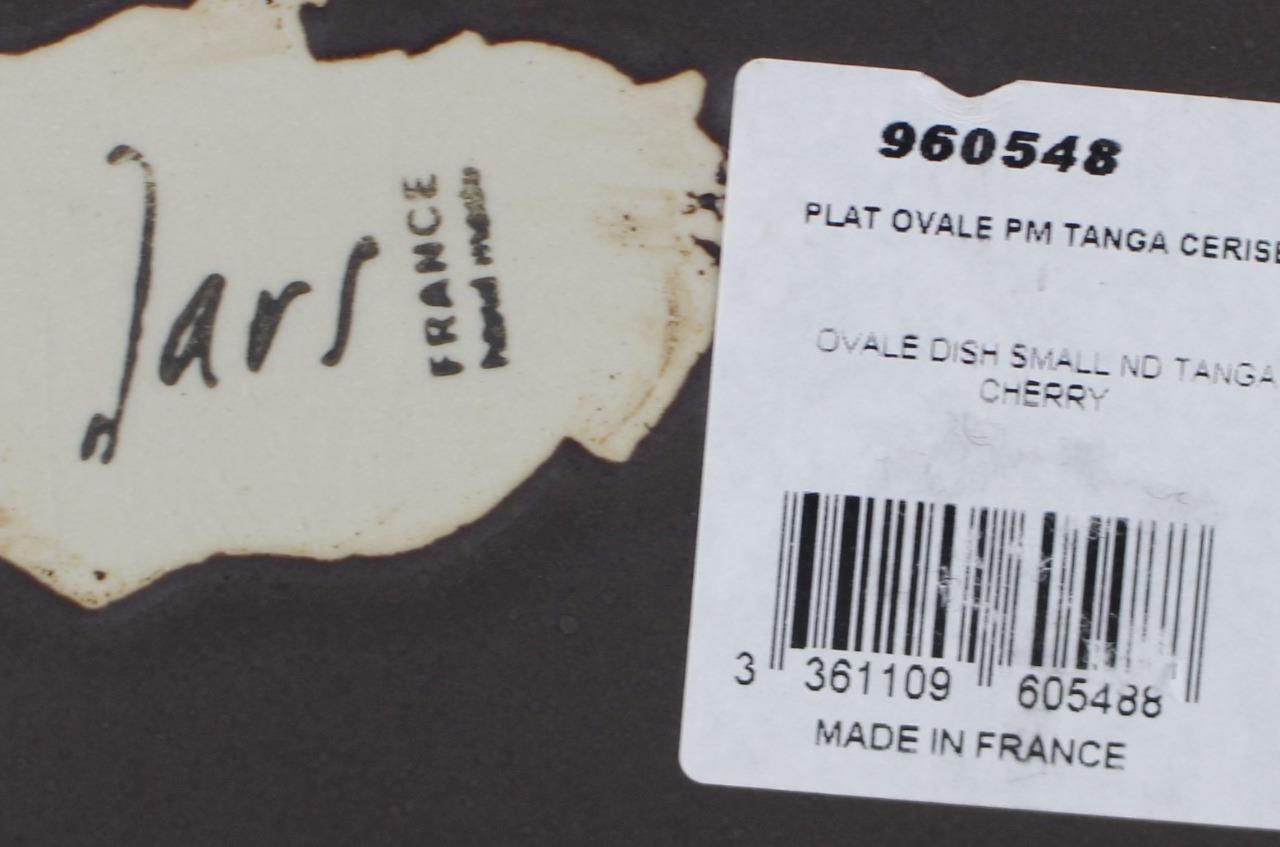 Jars
FRANCE
960548
PLAT OVALE PM TANGA CERISE
OVALE DISH SMALL ND TANGA
CHERRY
3 361109 605488
MADE IN FRANCE